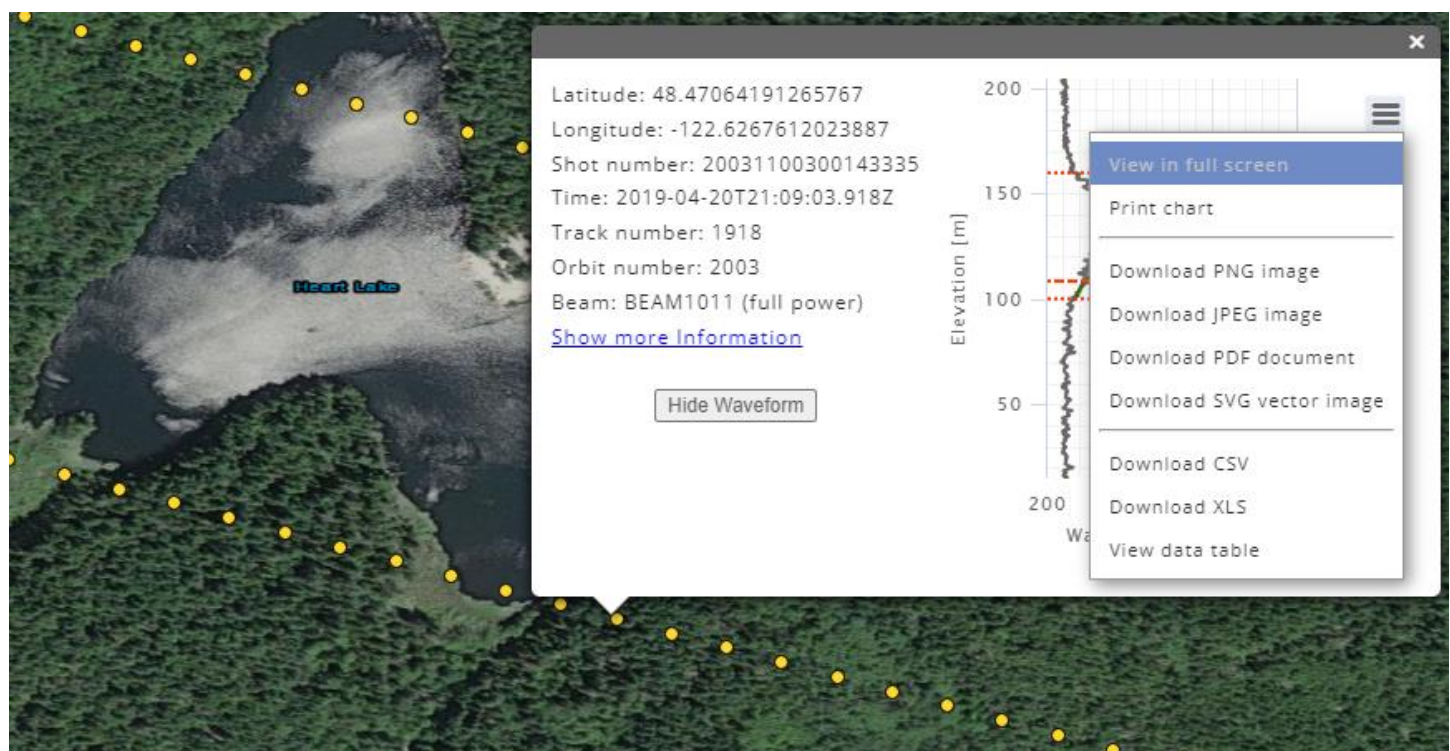 ×
Latitude: 48.47064191265767
Longitude: -122.6267612023887
Shot number: 20031100300143335
Time: 2019-04-20T21:09:03.918Z
Track number: 1918
Orbit number: 2003
Beam: BEAM1011 (full power)
Show more Information
Hide Waveform
Heart Lake
Elevation [m]
200
150
100
50
200
Wa
View in full screen
Print chart
Download PNG image
Download JPEG image
Download PDF document
Download SVG vector image
Download CSV
Download XLS
View data table